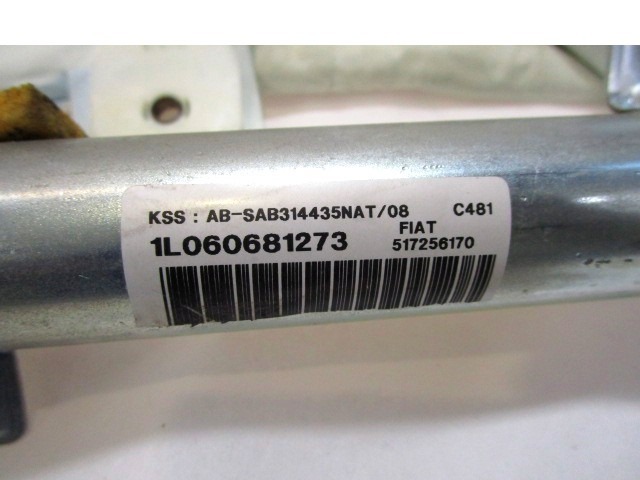 KSS : AB-SAB314435NAT/08 C481
1L060681273 FIAT
517256170